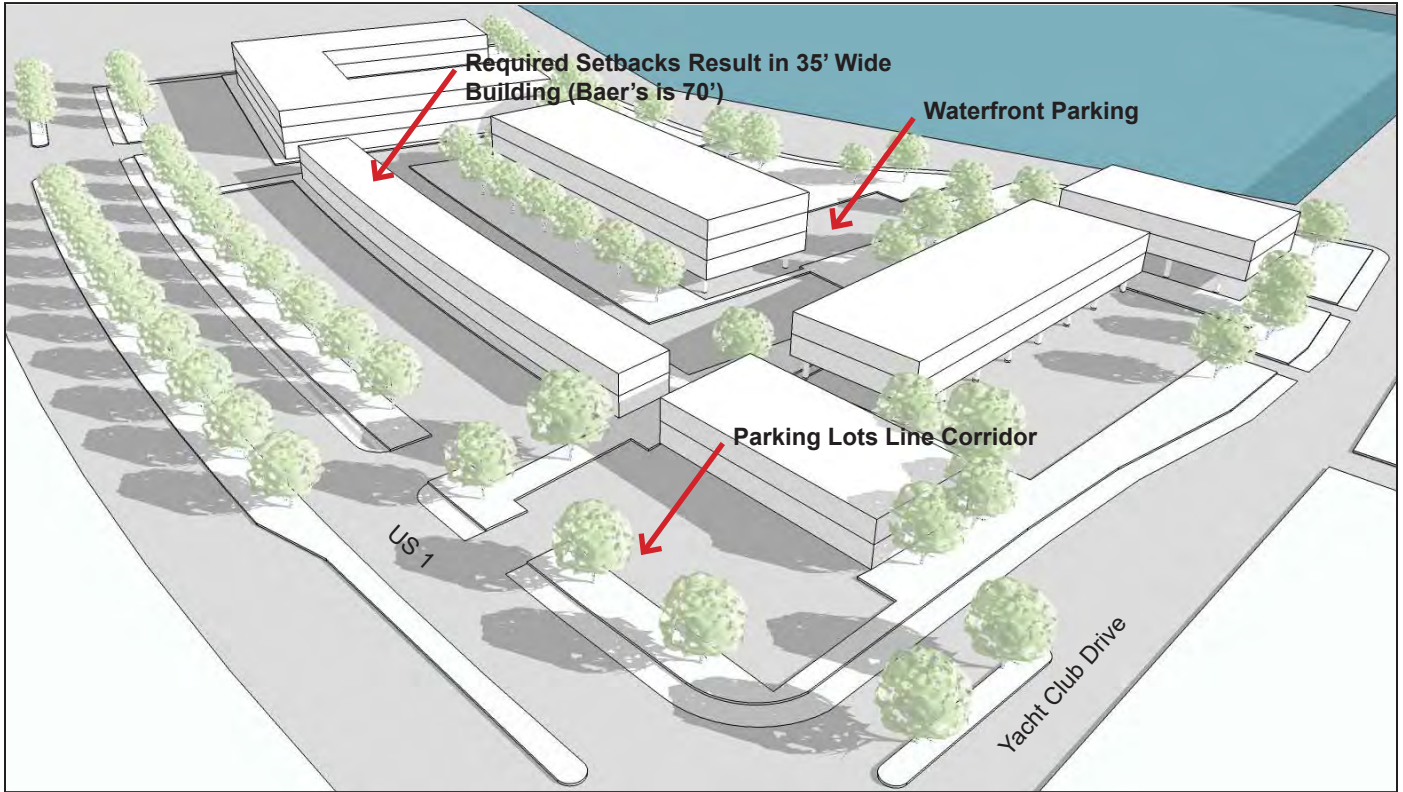 Required Setbacks Result in 35’ Wide
Building (Baer’s is 70’)
Waterfront Parking
Parking Lots Line Corridor
US 1
Yacht Club Drive